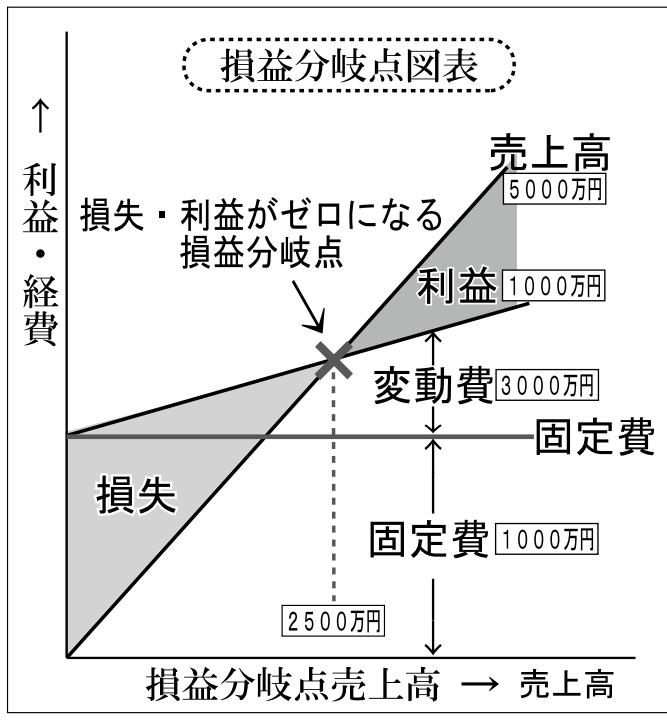 損益分岐点図表
↑
利益・経費
売上高
5000万円
損失・利益がゼロになる
損益分岐点
利益
1000万円
変動費
3000万円
固定費
損失
固定費
1000万円
2500万円
損益分岐点売上高 → 売上高